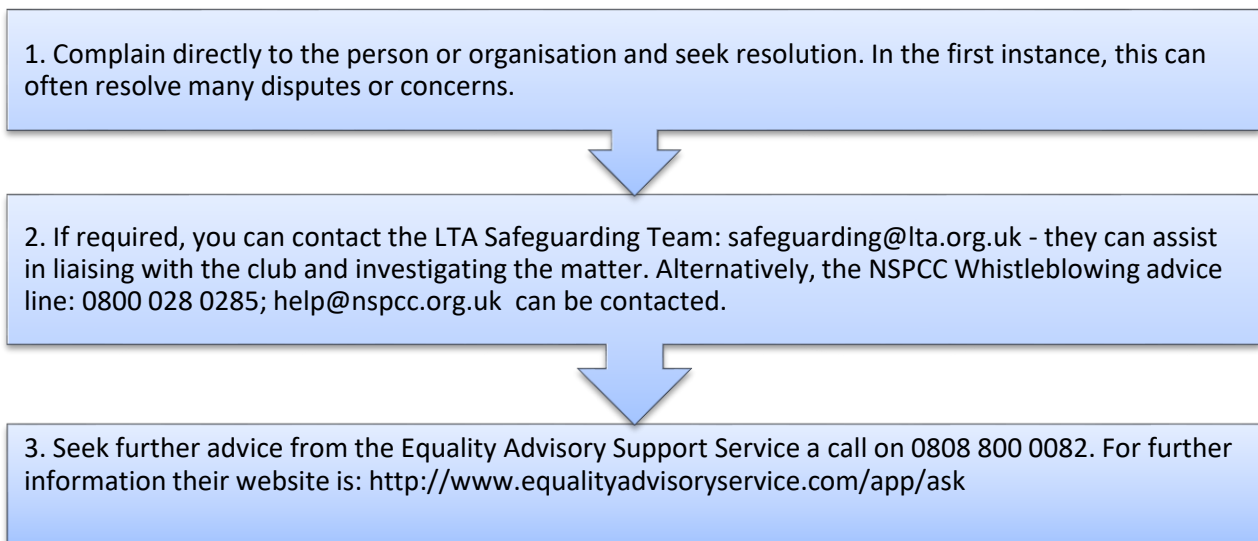 1. Complain directly to the person or organisation and seek resolution. In the first instance, this can
often resolve many disputes or concerns.
2. If required, you can contact the LTA Safeguarding Team: safeguarding@lta.org.uk - they can assist
in liaising with the club and investigating the matter. Alternatively, the NSPCC Whistleblowing advice
line: 0800 028 0285; help@nspcc.org.uk  can be contacted.
3. Seek further advice from the Equality Advisory Support Service a call on 0808 800 0082. For further
information their website is: http://www.equalityadvisoryservice.com/app/ask